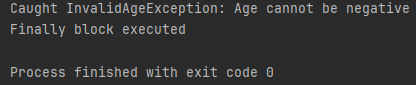 Caught InvalidAgeException: Age cannot be negative
Finally block executed
Process finished with exit code 0